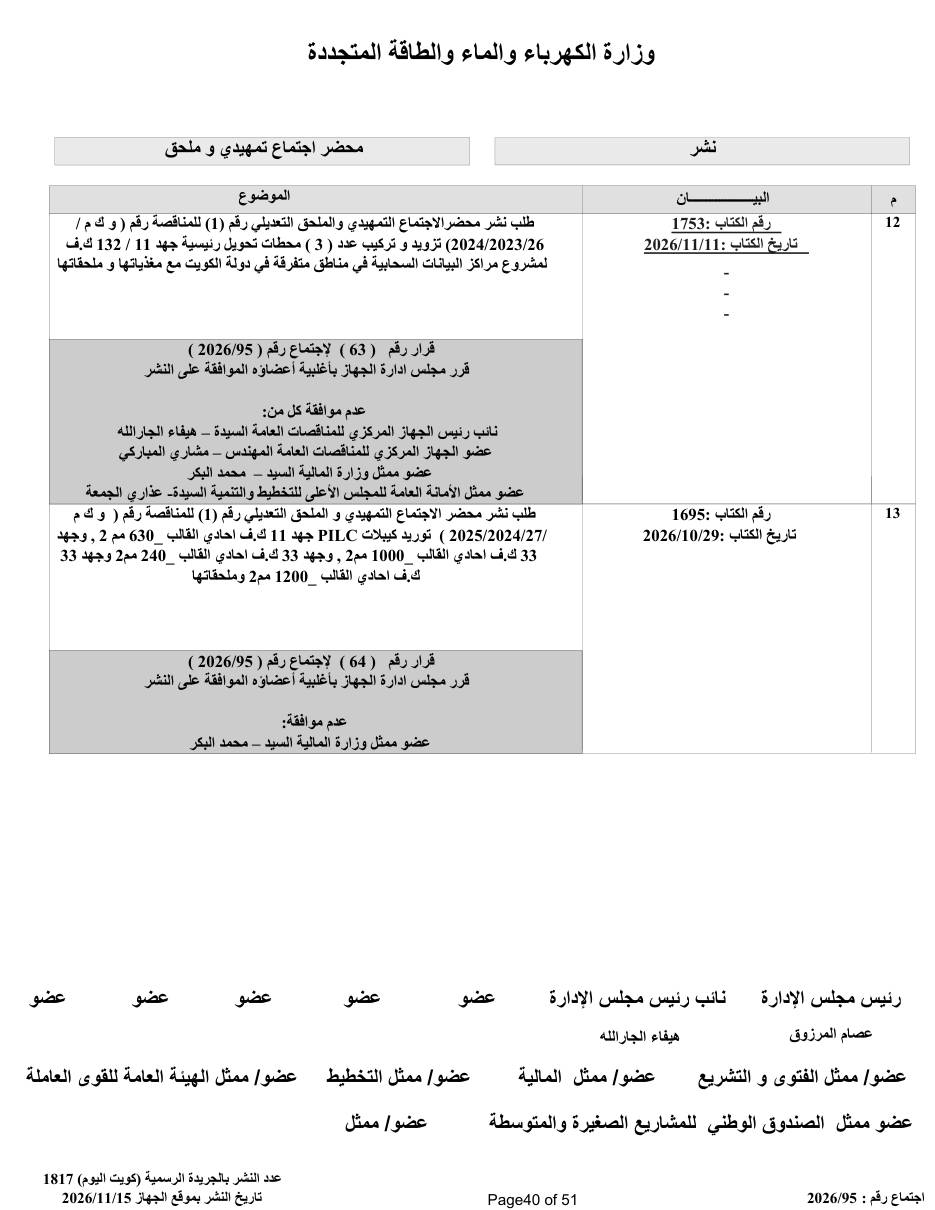 وزارة الكهرباء والماء والطاقة المتجددة
نشر
محضر اجتماع تمهيدي و ملحق
م
البيـــــــــــــان
الموضوع
12
رقم الكتاب :1753
تاريخ الكتاب :2026/11/11
-
-
-
طلب نشر محضرالاجتماع التمهيدي والملحق التعديلي رقم (1) للمناقصة رقم ( و ك م /
2024/2023/26) تزويد و تركيب عدد ( 3 ) محطات تحويل رئيسية جهد 11 / 132 ك.ف
لمشروع مراكز البيانات السحابية في مناطق متفرقة في دولة الكويت مع مغذياتها و ملحقاتها
قرار رقم ( 63 ) لإجتماع رقم ( 2026/95 )
قرر مجلس ادارة الجهاز بأغلبية أعضاؤه الموافقة على النشر
عدم موافقة كل من:
نائب رئيس الجهاز المركزي للمناقصات العامة السيدة – هيفاء الجارالله
عضو الجهاز المركزي للمناقصات العامة المهندس – مشاري المباركي
عضو ممثل وزارة المالية السيد – محمد البكر
عضو ممثل الأمانة العامة للمجلس الأعلى للتخطيط والتنمية السيدة- عذاري الجمعة
13
رقم الكتاب :1695
تاريخ الكتاب :2026/10/29
طلب نشر محضر الاجتماع التمهيدي و الملحق التعديلي رقم (1) للمناقصة رقم ( و ك م
/2025/2024/27 ) توريد كيبلات PILC جهد 11 ك.ف احادي القالب _630 مم 2 , وجهد
33 ك.ف احادي القالب _1000 مم2 , وجهد 33 ك.ف احادي القالب _240 مم2 وجهد 33
ك.ف احادي القالب _1200 مم2 وملحقاتها
قرار رقم ( 64 ) لإجتماع رقم ( 2026/95 )
قرر مجلس ادارة الجهاز بأغلبية أعضاؤه الموافقة على النشر
عدم موافقة:
عضو ممثل وزارة المالية السيد – محمد البكر
رئيس مجلس الإدارة نائب رئيس مجلس الإدارة عضو عضو عضو عضو عضو
عصام المرزوق هيفاء الجارالله
عضو/ ممثل الفتوى و التشريع عضو/ ممثل المالية عضو/ ممثل التخطيط عضو/ ممثل الهيئة العامة للقوى العاملة
عضو ممثل الصندوق الوطني للمشاريع الصغيرة والمتوسطة عضو/ ممثل
عدد النشر بالجريدة الرسمية (كويت اليوم) 1817
اجتماع رقم : 2026/95 Page40 of 51 تاريخ النشر بموقع الجهاز 2026/11/15